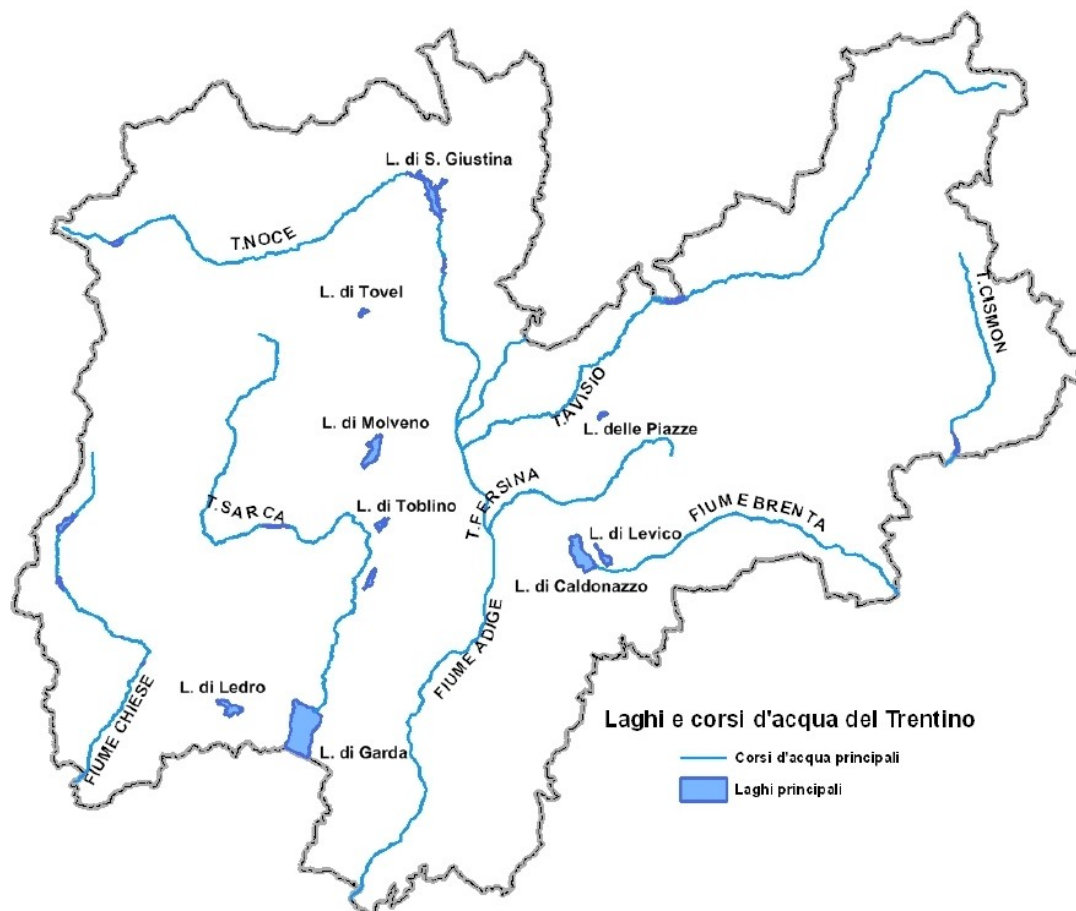 L. di S. Giustina
T.NOCE
L. di Tovel
T.CISMON
T.AVISIO
L. di Molveno
L. delle Piazze
T.SARCA
L. di Toblino
T.FERSINA
FIUME BRENTA
L. di Levico
L. di Caldonazzo
FIUME ADIGE
L. di Ledro
FIUME CHIESE
L. di Garda
Laghi e corsi d'acqua del Trentino
Corsi d'acqua principali
Laghi principali